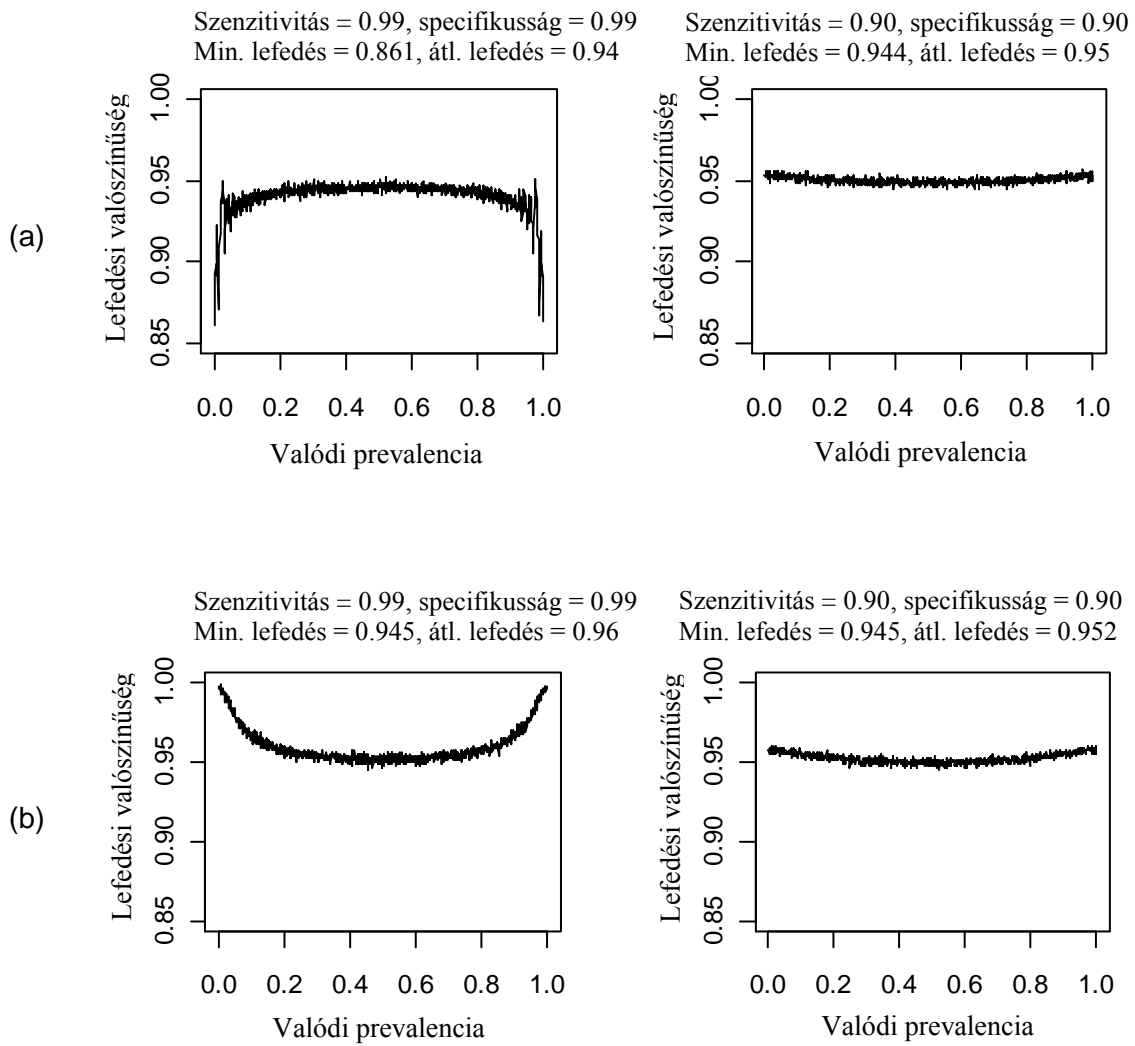 Szenzitivitás = 0.99, specifikusság = 0.99
Min. lefedés = 0.861, átl. lefedés = 0.94
Szenzitivitás = 0.90, specifikusság = 0.90
Min. lefedés = 0.944, átl. lefedés = 0.95
(a)
Lefedési valószínűség
0.85 0.90 0.95 1.00
0.0 0.2 0.4 0.6 0.8 1.0
Valódi prevalencia
Lefedési valószínűség
0.85 0.90 0.95 1.00
0.0 0.2 0.4 0.6 0.8 1.0
Valódi prevalencia
Szenzitivitás = 0.99, specifikusság = 0.99
Min. lefedés = 0.945, átl. lefedés = 0.96
Szenzitivitás = 0.90, specifikusság = 0.90
Min. lefedés = 0.945, átl. lefedés = 0.952
(b)
Lefedési valószínűség
0.85 0.90 0.95 1.00
0.0 0.2 0.4 0.6 0.8 1.0
Valódi prevalencia
Lefedési valószínűség
0.85 0.90 0.95 1.00
0.0 0.2 0.4 0.6 0.8 1.0
Valódi prevalencia